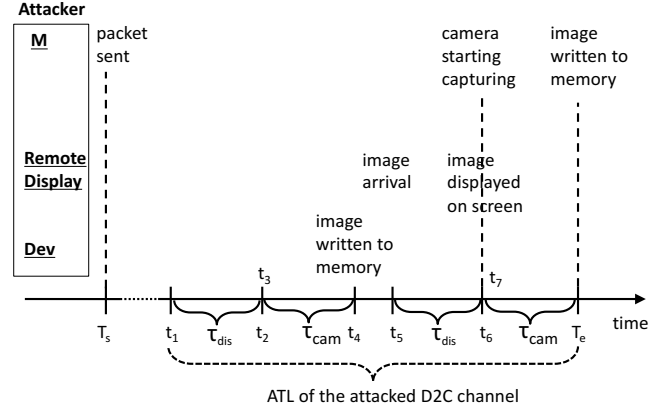 Attacker
M
packet
sent
camera
starting
capturing
image
written to
memory
Remote
Display
image
arrival
image
displayed
on screen
Dev
image
written to
memory
t3
t7
Ts
t1
τdis
t2
τcam
t4
t5
τdis
t6
τcam
Te
time
ATL of the attacked D2C channel